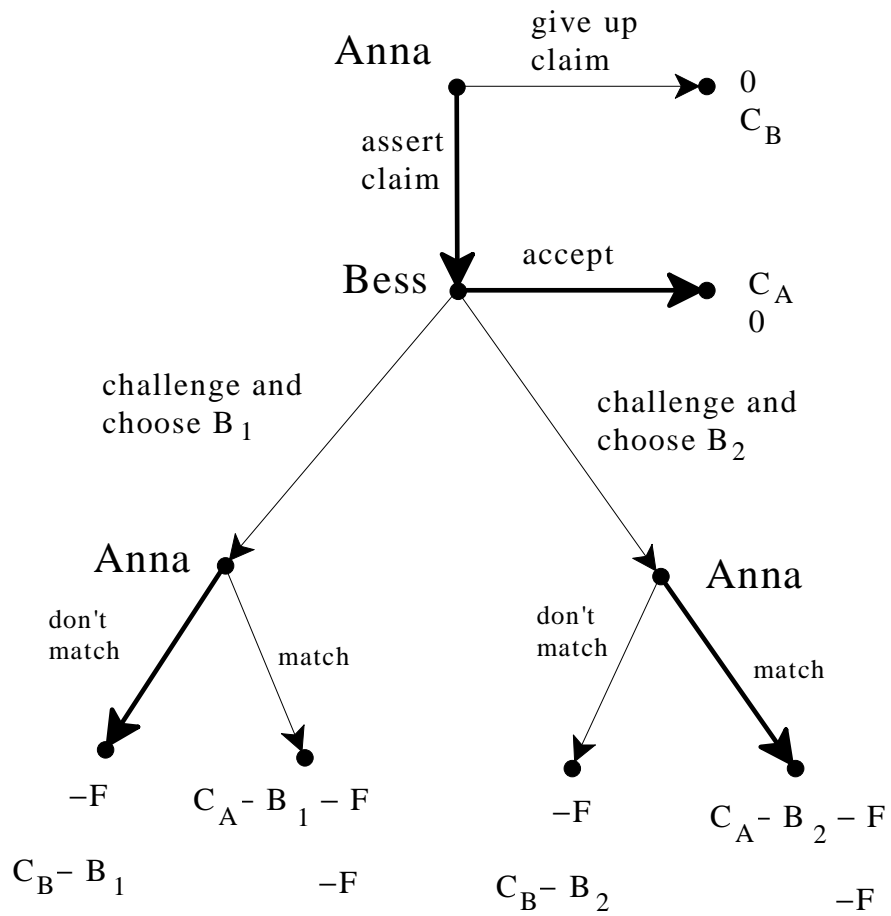 give up
claim
Anna
0
C_B
assert
claim
accept
Bess
C_A
0
challenge and
choose B_1
challenge and
choose B_2
Anna
Anna
don't
match
match
don't
match
match
−F
C_A − B_1 − F
−F
C_A − B_2 − F
C_B − B_1
−F
C_B − B_2
−F